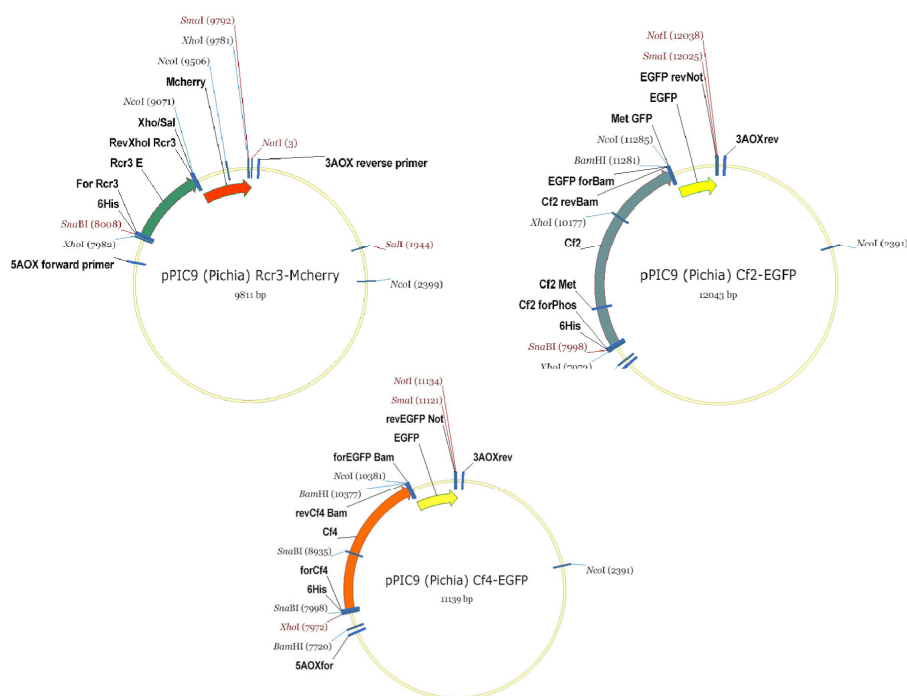 SmaI (9792)
XhoI (9781)
NcoI (9506)
Mcherry
NcoI (9071)
Xho/Sal
RevXhoI Rcr3
Rcr3 E
For Rcr3
6His
SnaBI (8008)
XhoI (7982)
5AOX forward primer
NotI (3)
3AOX reverse primer
SalI (1944)
NcoI (2399)
pPIC9 (Pichia) Rcr3-Mcherry
9811 bp
NotI (12038)
SmaI (12025)
EGFP revNot
EGFP
Met GFP
NcoI (11285)
BamHI (11281)
EGFP forBam
Cf2 revBam
XhoI (10177)
Cf2
Cf2 Met
Cf2 forPhos
6His
SnaBI (7998)
3AOXrev
NcoI (2391)
pPIC9 (Pichia) Cf2-EGFP
12043 bp
NotI (11134)
SmaI (11121)
revEGFP Not
EGFP
forEGFP Bam
NcoI (10381)
BamHI (10377)
revCf4 Bam
Cf4
SnaBI (8935)
forCf4
6His
SnaBI (7998)
XhoI (7972)
BamHI (7720)
5AOXfor
3AOXrev
NcoI (2391)
pPIC9 (Pichia) Cf4-EGFP
11139 bp